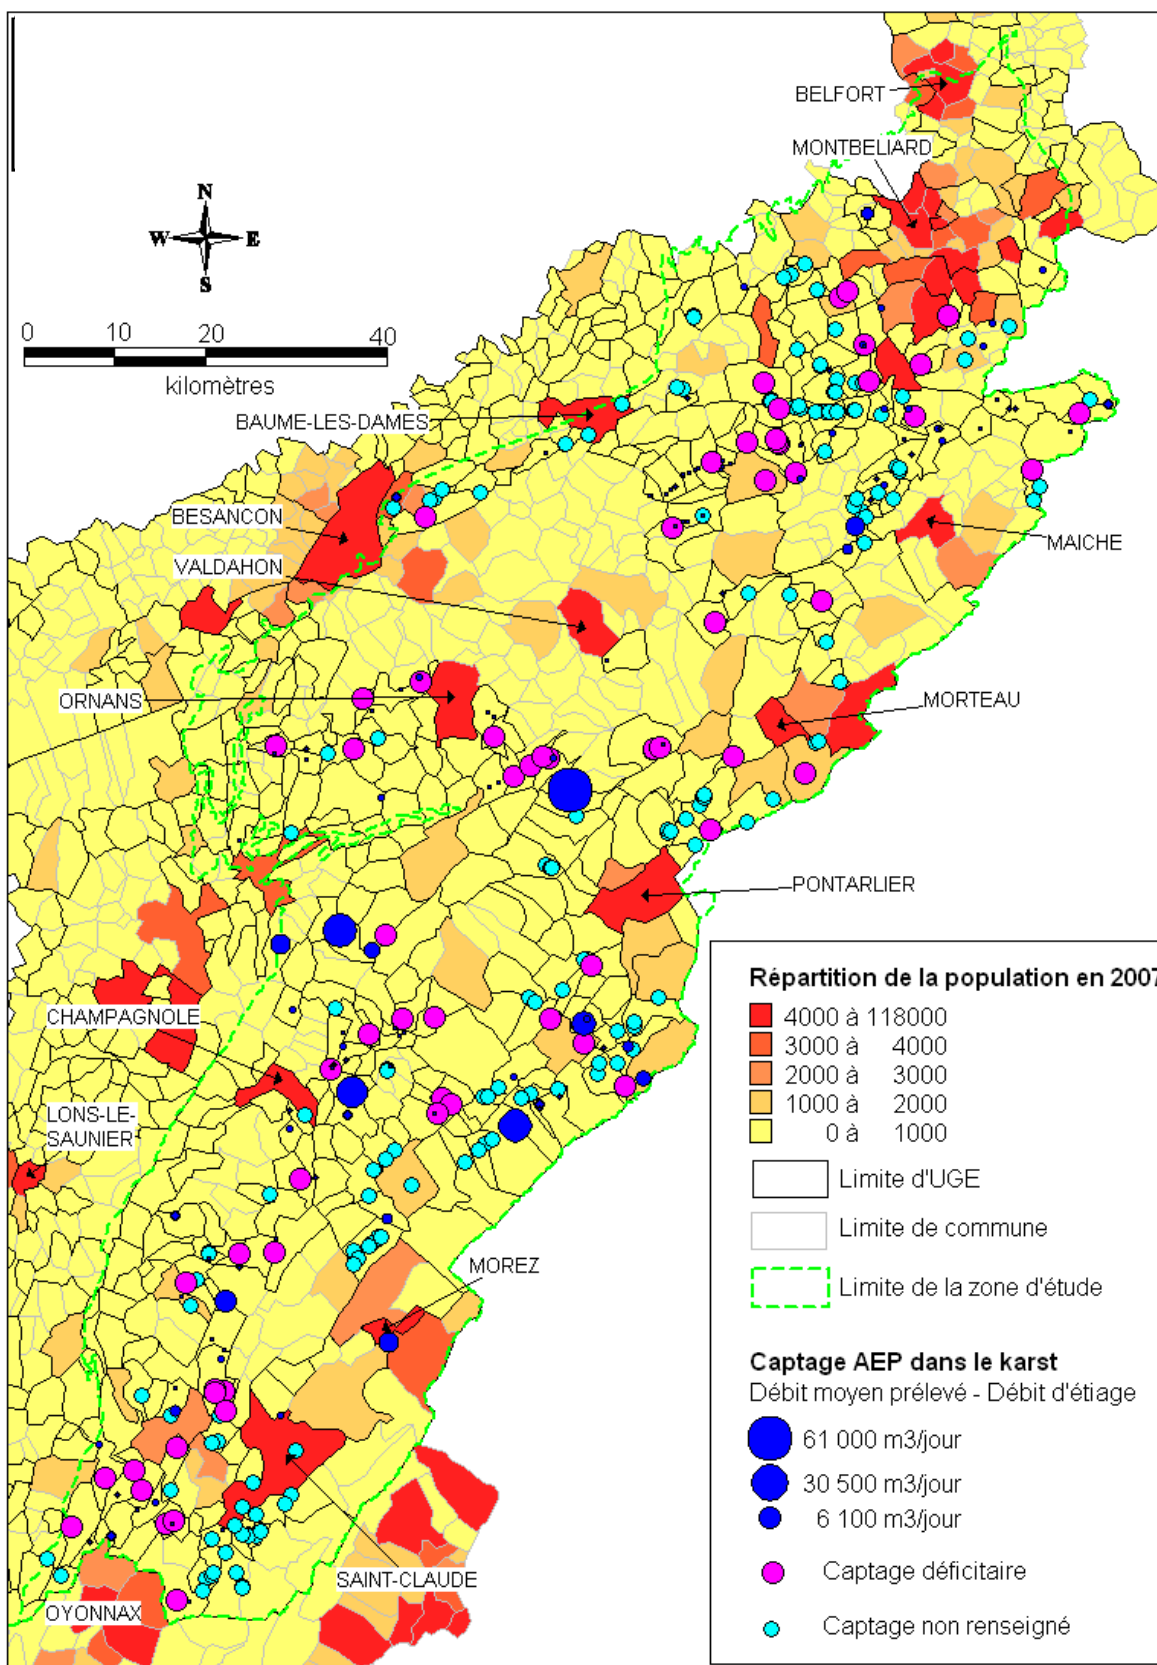 BELFORT
MONTBELIARD
N
W E
S
0 10 20 40
kilomètres
BAUME-LES-DAMES
BESANCON
VALDAHON
MAICHE
ORNANS
MORTEAU
PONTARLIER
CHAMPAGNOLE
LONS-LE-
SAUNIER
MOREZ
SAINT-CLAUDE
OYONNAX
Répartition de la population en 2007
4000 à 118000
3000 à 4000
2000 à 3000
1000 à 2000
0 à 1000
Limite d'UGE
Limite de commune
Limite de la zone d'étude
Captage AEP dans le karst
Débit moyen prélevé - Débit d'étiage
61 000 m3/jour
30 500 m3/jour
6 100 m3/jour
Captage déficitaire
Captage non renseigné